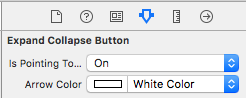 Expand Collapse Button
Is Pointing To... On
Arrow Color White Color